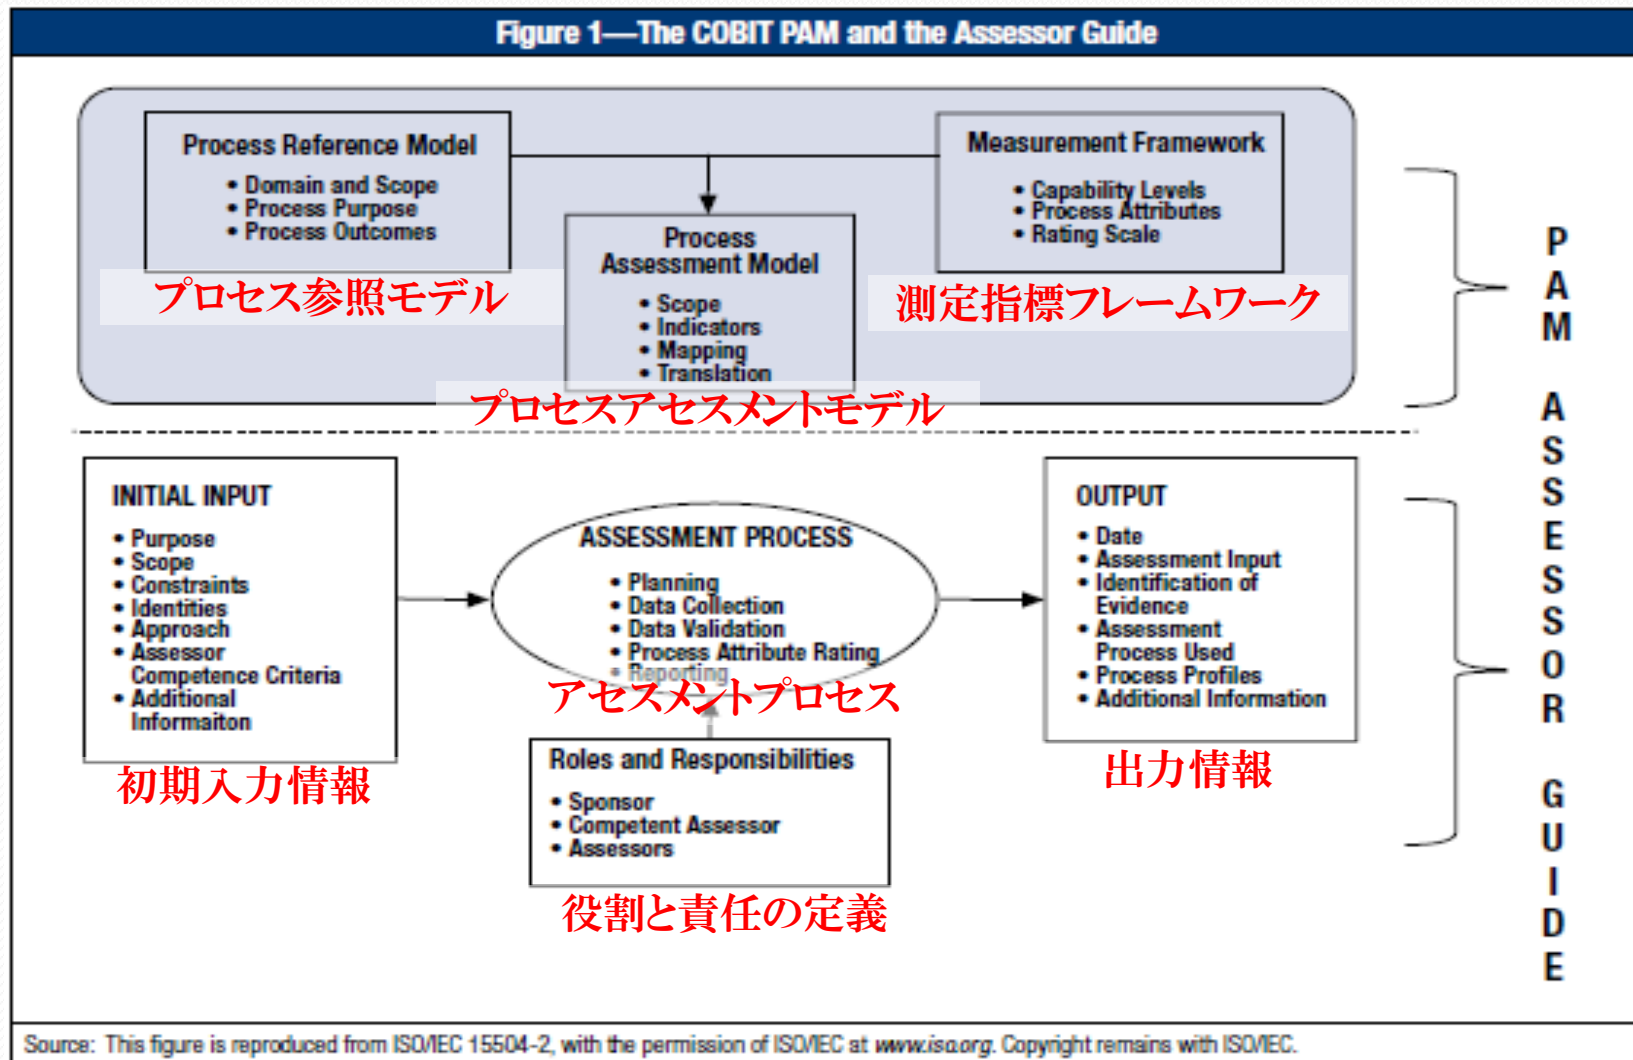 Figure 1—The COBIT PAM and the Assessor Guide
Process Reference Model
• Domain and Scope
• Process Purpose
• Process Outcomes
プロセス参照モデル
Measurement Framework
• Capability Levels
• Process Attributes
• Rating Scale
測定指標フレームワーク
Process
Assessment Model
• Scope
• Indicators
• Mapping
• Translation
プロセスアセスメントモデル
PAM
INITIAL INPUT
• Purpose
• Scope
• Constraints
• Identities
• Approach
• Assessor
Competence Criteria
• Additional
Informaiton
初期入力情報
ASSESSMENT PROCESS
• Planning
• Data Collection
• Data Validation
• Process Attribute Rating
• Reporting
アセスメントプロセス
Roles and Responsibilities
• Sponsor
• Competent Assessor
• Assessors
役割と責任の定義
OUTPUT
• Date
• Assessment Input
• Identification of
Evidence
• Assessment
Process Used
• Process Profiles
• Additional Information
出力情報
ASSESSOR GUIDE
Source: This figure is reproduced from ISO/IEC 15504-2, with the permission of ISO/IEC at www.iso.org. Copyright remains with ISO/IEC.